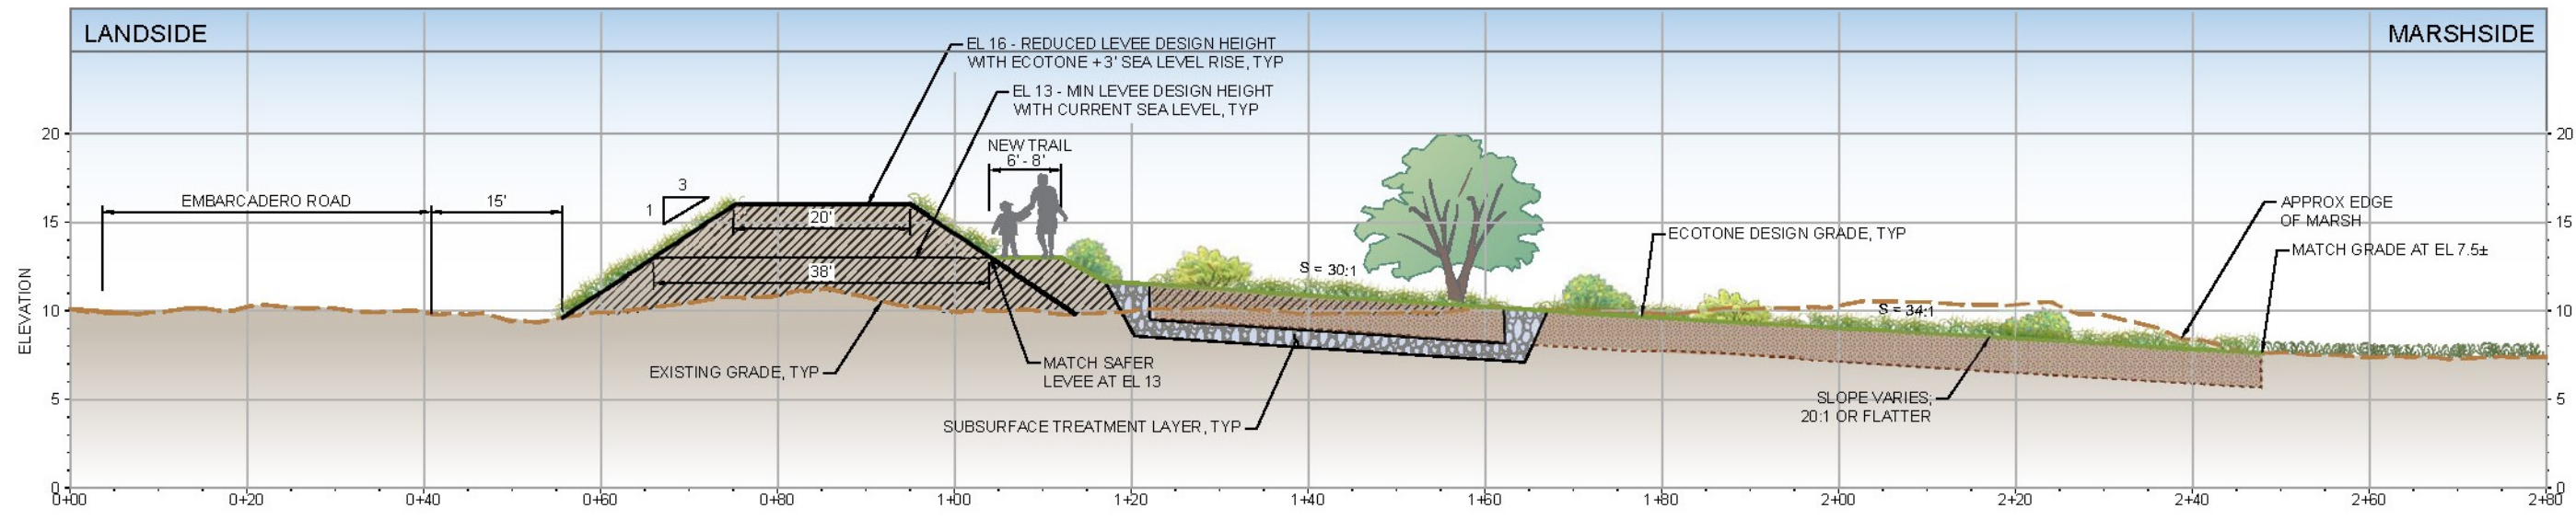 LANDSIDE
MARSHSIDE
EL 16 - REDUCED LEVEE DESIGN HEIGHT
WITH ECOTONE +3' SEA LEVEL RISE, TYP
EL 13 - MIN LEVEE DESIGN HEIGHT
WITH CURRENT SEA LEVEL, TYP
NEW TRAIL
6' - 8'
EMBARCADERO ROAD
15'
3
1
20'
38'
S = 30:1
ECOTONE DESIGN GRADE, TYP
APPROX EDGE
OF MARSH
MATCH GRADE AT EL 7.5±
S = 34:1
EXISTING GRADE, TYP
MATCH SAFER
LEVEE AT EL 13
SUBSURFACE TREATMENT LAYER, TYP
SLOPE VARIES;
20:1 OR FLATTER
ELEVATION
20
15
10
5
0
20
15
10
5
0
0+00
0+20
0+40
0+60
0+80
1+00
1+20
1+40
1+60
1+80
2+00
2+20
2+40
2+60
2+80